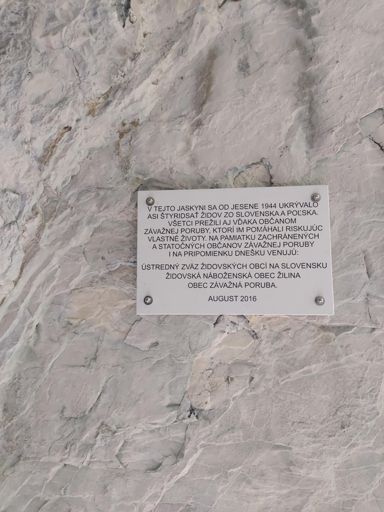 V TEJTO JASKYNI SA OD JESENE 1944 UKRÝVALO
ASI ŠTYRIDSAŤ ŽIDOV ZO SLOVENSKA A POĽSKA.
VŠETCI PREŽILI AJ VĎAKA OBČANOM
ZÁVAŽNEJ PORUBY, KTORÍ IM POMÁHALI RISKUJÚC
VLASTNÉ ŽIVOTY. NA PAMIATKU ZACHRÁNENÝCH
A STATOČNÝCH OBČANOV ZÁVAŽNEJ PORUBY
I NA PRIPOMIENKU DNEŠKU VENUJÚ:
ÚSTREDNÝ ZVÄZ ŽIDOVSKÝCH OBCÍ NA SLOVENSKU
ŽIDOVSKÁ NÁBOŽENSKÁ OBEC ŽILINA
OBEC ZÁVAŽNÁ PORUBA.
AUGUST 2016